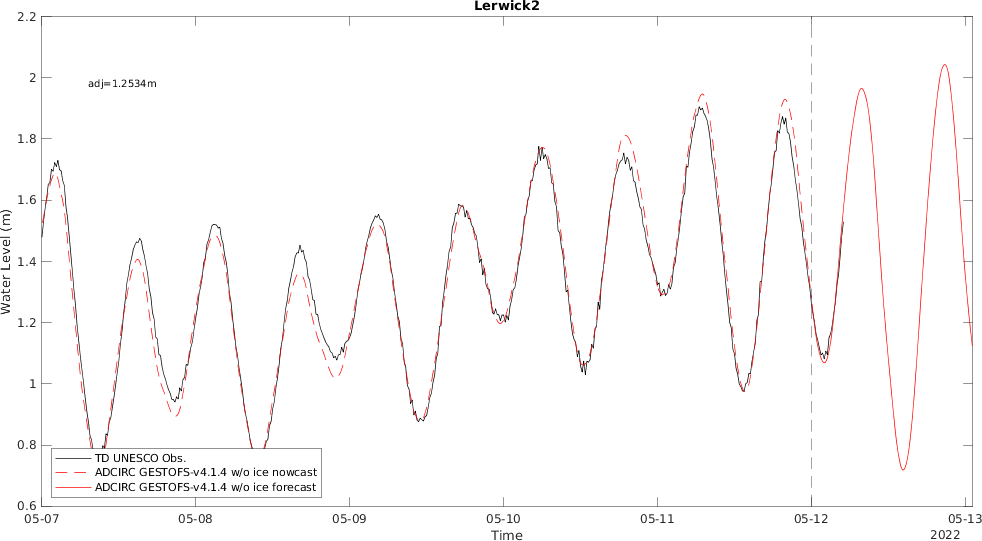 Lerwick2
2.2
2
1.8
1.6
1.4
1.2
1
0.8
0.6
Water Level (m)
adj=1.2534m
TD UNESCO Obs.
ADCIRC GESTOFS-v4.1.4 w/o ice nowcast
ADCIRC GESTOFS-v4.1.4 w/o ice forecast
05-07 05-08 05-09 05-10 05-11 05-12 05-13
Time
2022